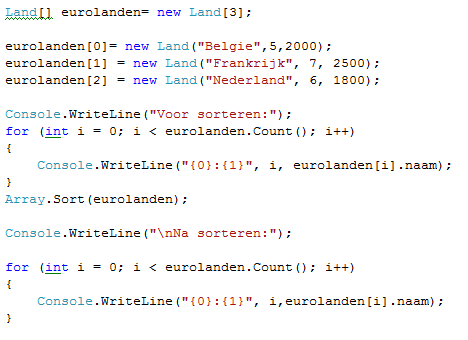 Land[] eurolanden= new Land[3];
eurolanden[0]= new Land("Belgie",5,2000);
eurolanden[1] = new Land("Frankrijk", 7, 2500);
eurolanden[2] = new Land("Nederland", 6, 1800);
Console.WriteLine("Voor sorteren:");
for (int i = 0; i < eurolanden.Count(); i++)
{
    Console.WriteLine("{0}:{1}", i, eurolanden[i].naam);
}
Array.Sort(eurolanden);
Console.WriteLine("\nNa sorteren:");
for (int i = 0; i < eurolanden.Count(); i++)
{
    Console.WriteLine("{0}:{1}", i,eurolanden[i].naam);
}